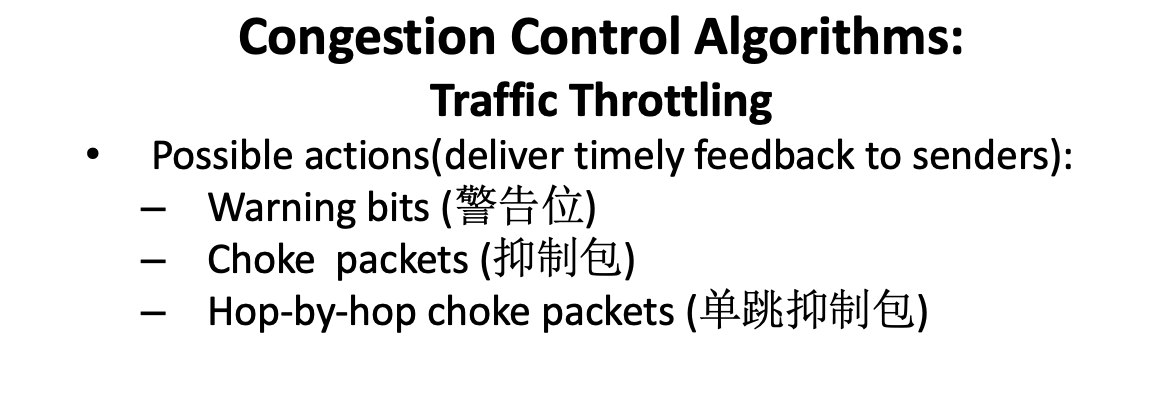 Congestion Control Algorithms:
Traffic Throttling
• Possible actions(deliver timely feedback to senders):
– Warning bits (警告位)
– Choke  packets (抑制包)
– Hop-by-hop choke packets (单跳抑制包)